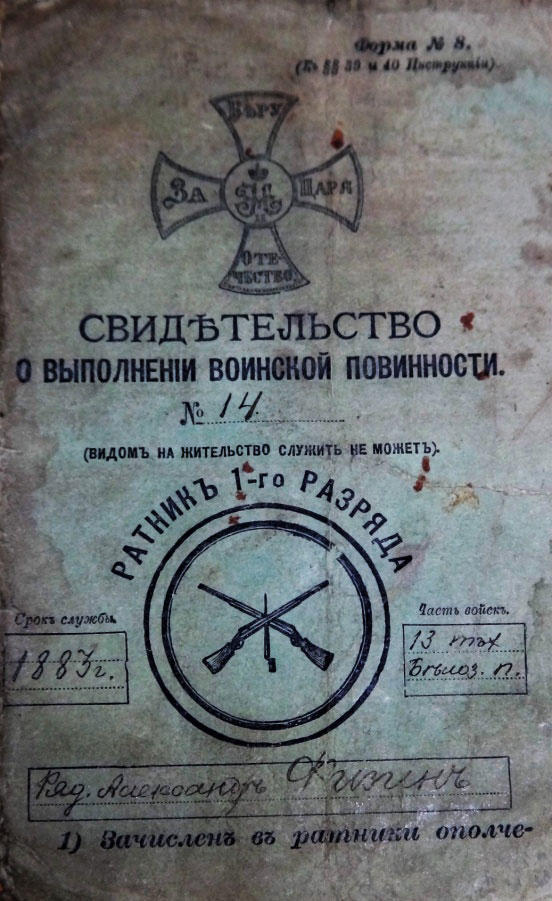 Форма № 8.
(Къ §§ 39 и 40 Инструкціи)
ВѢРУ
ЗА
ЦАРЯ
ОТЕ-
ЧЕСТВО
СВИДѢТЕЛЬСТВО
О ВЫПОЛНЕНІИ ВОИНСКОЙ ПОВИННОСТИ.
№ 14.
(ВИДОМЪ НА ЖИТЕЛЬСТВО СЛУЖИТЬ НЕ МОЖЕТЪ).
РАТНИКЪ 1-го РАЗРЯДА
Срокъ службы.
1883 г.
Часть войскъ.
13 пѣх
Бѣлоз. п.
Ряд. Александръ
1) Зачисленъ въ ратники ополче-